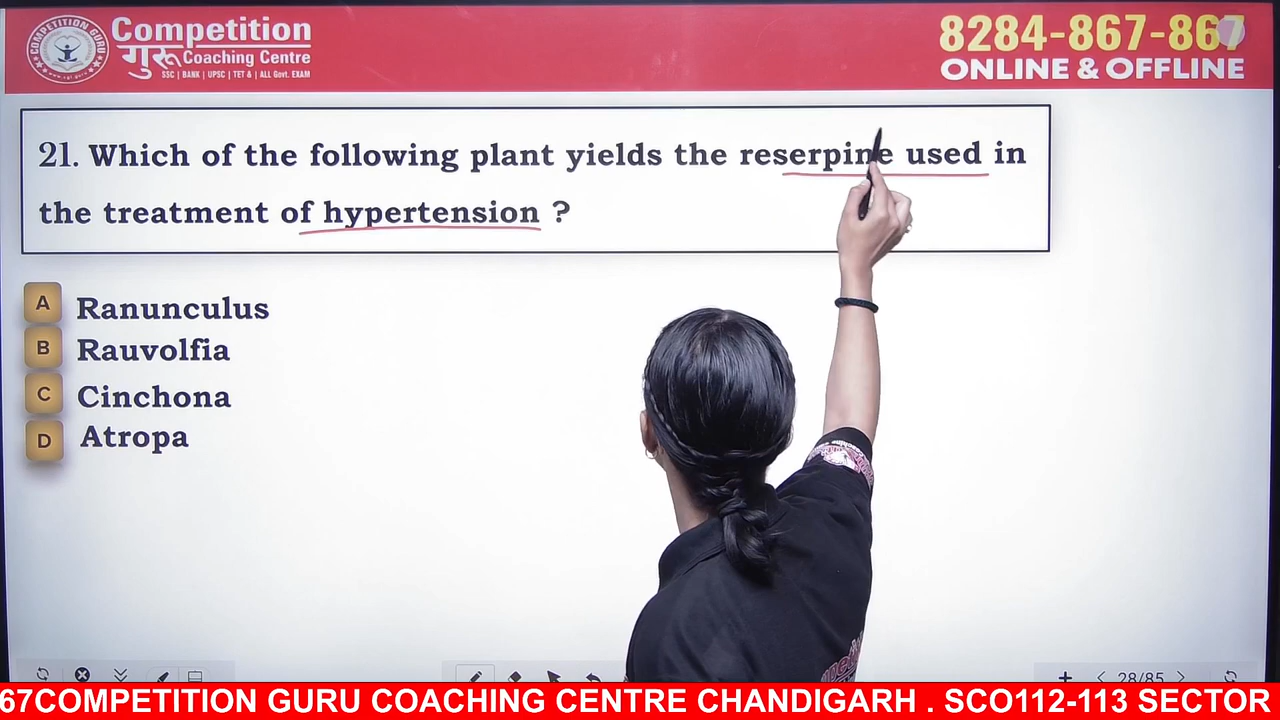 COMPETITION GURU
Competition
गुरू Coaching Centre
SSC | BANK | UPSC | TET & | ALL Govt. EXAM
8284-867-867
ONLINE & OFFLINE
21. Which of the following plant yields the reserpine used in
the treatment of hypertension ?
A Ranunculus
B Rauvolfia
C Cinchona
D Atropa
28/85
67COMPETITION GURU COACHING CENTRE CHANDIGARH . SCO112-113 SECTOR